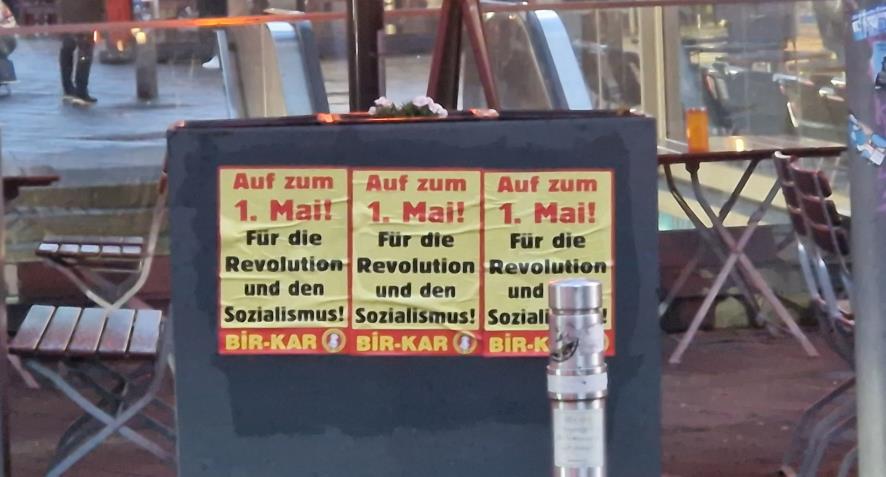 Auf zum
1. Mai!
Für die
Revolution
und den
Sozialismus!
BİR-KAR
Auf zum
1. Mai!
Für die
Revolution
und den
Sozialismus!
BİR-KAR
Auf zum
1. Mai!
Für die
Revolution
und